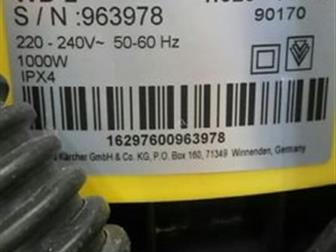 S/N:963978
90170
220 - 240V~ 50-60 Hz
1000W
IPX4
16297600963978
Kärcher GmbH & Co. KG, P.O. Box 160, 71349 Winnenden, Germany